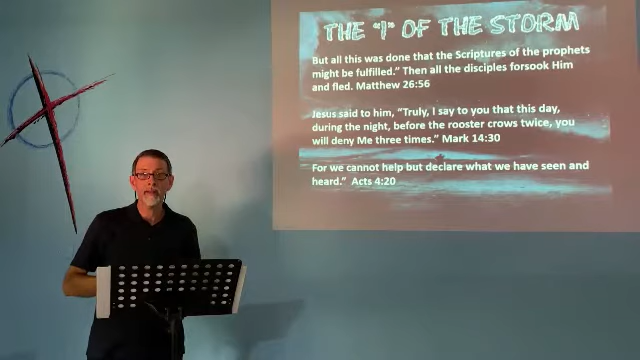 THE "I" OF THE STORM
But all this was done that the Scriptures of the prophets
might be fulfilled." Then all the disciples forsook Him
and fled. Matthew 26:56
Jesus said to him, "Truly, I say to you that this day,
during the night, before the rooster crows twice, you
will deny Me three times." Mark 14:30
For we cannot help but declare what we have seen and
heard." Acts 4:20